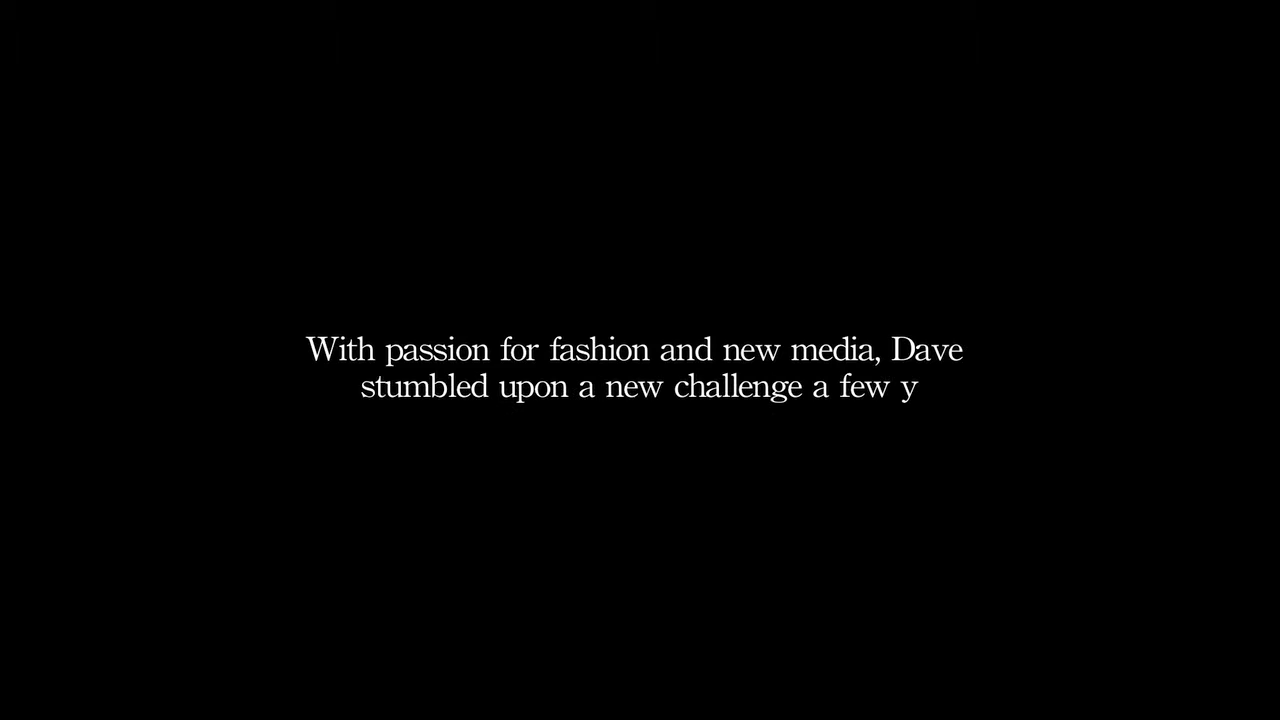 With passion for fashion and new media, Dave
stumbled upon a new challenge a few y